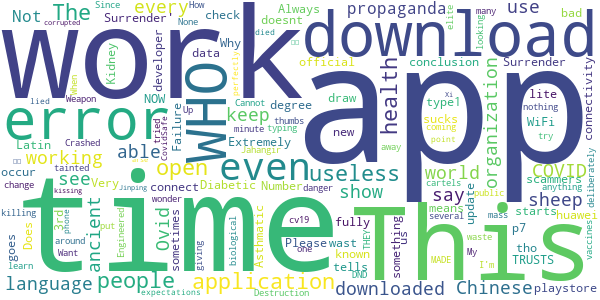 Not The every check propaganda Always use official bad elite Since How many
None Surrender Why doesnt
work download
corrupted Kidney developer data conclusion Surrender
died looking
lied Weapon NOW degree draw lite connectivity
error WHO keep health type1 WiFi Xi nothing
Crashed tried CovidSafe Up Failure minute typing thumbs new sucks coming try
Latin able Extremely Jahangir away point
working open even useless app organization COVID
tainted occur see Very connect Diabetic Number show world scammers cartels My public anything
change killing kissing 3rd Jinping wonder danger say sheep deliberately
ancient Ovid cv19 means several mass
time This
goes phone Does around Want sometimes Asthmatic fully update starts huawei
put Engineered giving biological one Please wast something us THEY tho waste I'm vaccines
people application known TRUSTS p7
language learn expectations Destruction tells DND downloaded Chinese MADE playstore
perfectly